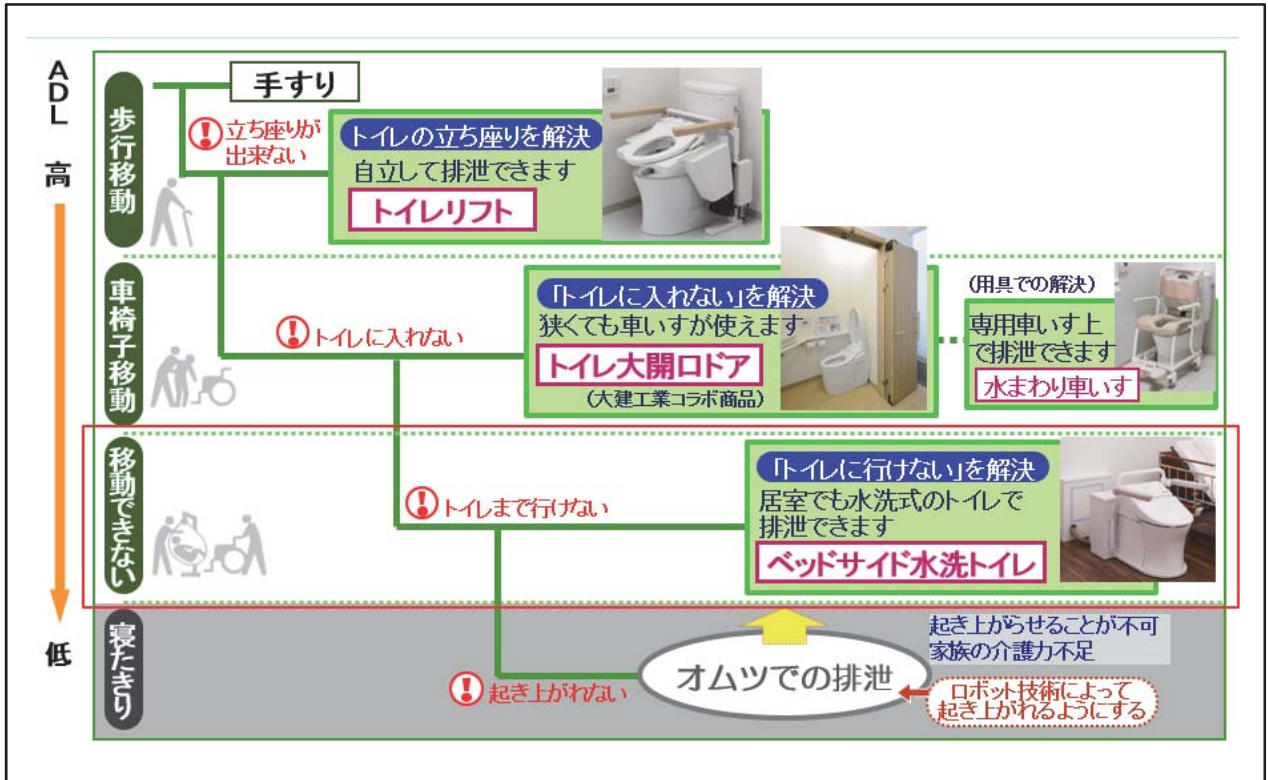 ADL 高
低
歩行移動
手すり
立ち座りが
出来ない
トイレの立ち座りを解決
自立して排泄できます
トイレリフト
車椅子移動
トイレに入れない
「トイレに入れない」を解決
狭くても車いすが使えます
トイレ大開口ドア
(大建工業コラボ商品)
(用具での解決)
専用車いす上
で排泄できます
水まわり車いす
移動できない
トイレまで行けない
「トイレに行けない」を解決
居室でも水洗式のトイレで
排泄できます
ベッドサイド水洗トイレ
寝たきり
起き上がれない
オムツでの排泄
起き上がらせることが不可
家族の介護力不足
ロボット技術によって
起き上がれるようにする